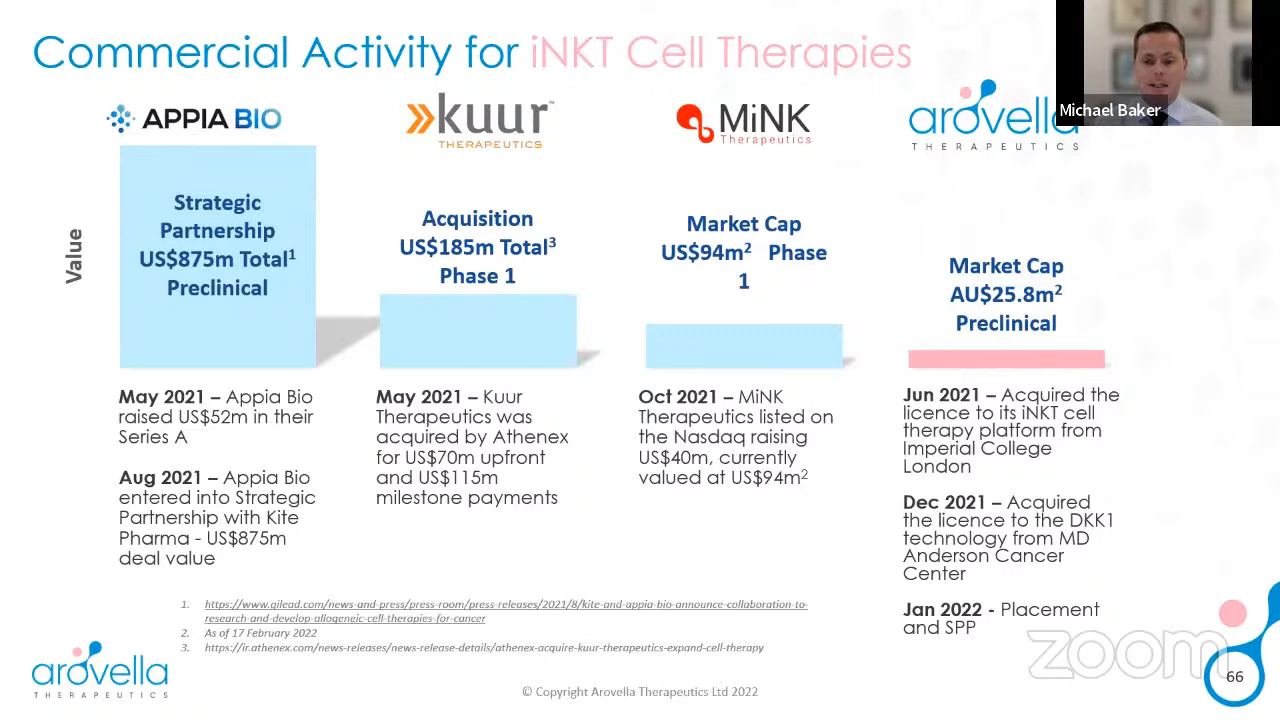 Commercial Activity for iNKT Cell Therapies
Michael Baker
APPIA BIO
kuur™
THERAPEUTICS
MiNK
Therapeutics
arovella
THERAPEUTICS
Value
Strategic
Partnership
US$875m Total¹
Preclinical
Acquisition
US$185m Total³
Phase 1
Market Cap
US$94m² Phase
1
Market Cap
AU$25.8m²
Preclinical
May 2021 – Appia Bio
raised US$52m in their
Series A
Aug 2021 – Appia Bio
entered into Strategic
Partnership with Kite
Pharma - US$875m
deal value
May 2021 – Kuur
Therapeutics was
acquired by Athenex
for US$70m upfront
and US$115m
milestone payments
Oct 2021 – MiNK
Therapeutics listed on
the Nasdaq raising
US$40m, currently
valued at US$94m²
Jun 2021 – Acquired the
licence to its iNKT cell
therapy platform from
Imperial College
London
Dec 2021 – Acquired
the licence to the DKK1
technology from MD
Anderson Cancer
Center
Jan 2022 - Placement
and SPP
1. https://www.gilead.com/news-and-press/press-room/press-releases/2021/8/kite-and-appia-bio-announce-collaboration-to-
research-and-develop-allogeneic-cell-therapies-for-cancer
2. As of 17 February 2022
3. https://ir.athenex.com/news-releases/news-release-details/athenex-acquire-kuur-therapeutics-expand-cell-therapy
arovella
THERAPEUTICS
© Copyright Arovella Therapeutics Ltd 2022
zoom
66